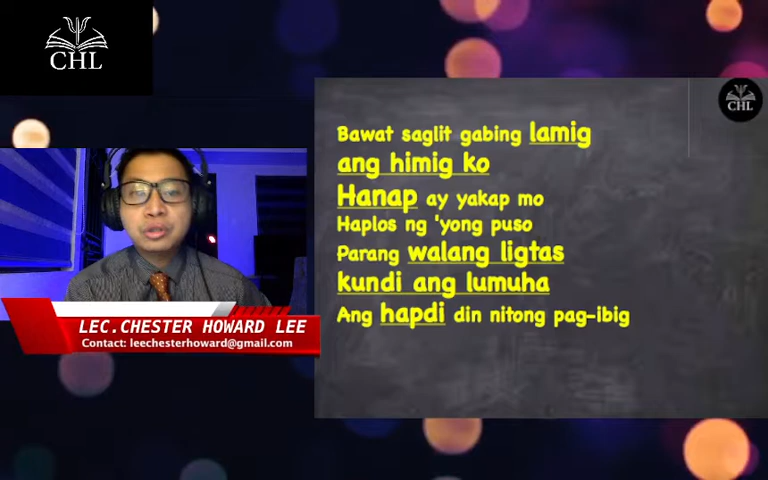 CHL
CHL
Bawat saglit gabing lamig
ang himig ko
Hanap ay yakap mo
Haplos ng 'yong puso
Parang walang ligtas
kundi ang lumuha
Ang hapdi din nitong pag-ibig
LEC.CHESTER HOWARD LEE
Contact: leechesterhoward@gmail.com